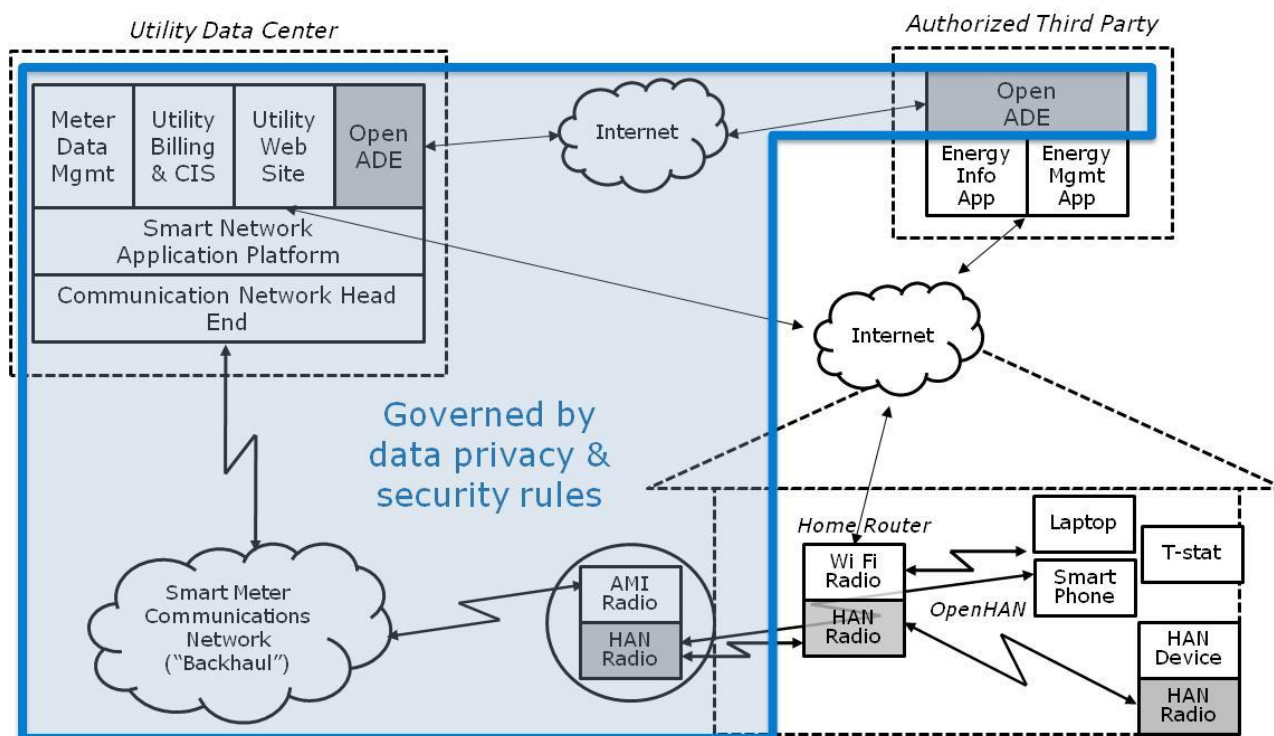 Utility Data Center
Authorized Third Party
Meter
Data
Mgmt
Utility
Billing
& CIS
Utility
Web
Site
Open
ADE
Internet
Open
ADE
Energy
Info
App
Energy
Mgmt
App
Smart Network
Application Platform
Communication Network Head
End
Internet
Governed by
data privacy &
security rules
Smart Meter
Communications
Network
("Backhaul")
AMI
Radio
HAN
Radio
Home Router
Wi Fi
Radio
HAN
Radio
OpenHAN
Laptop
T-stat
Smart
Phone
HAN
Device
HAN
Radio